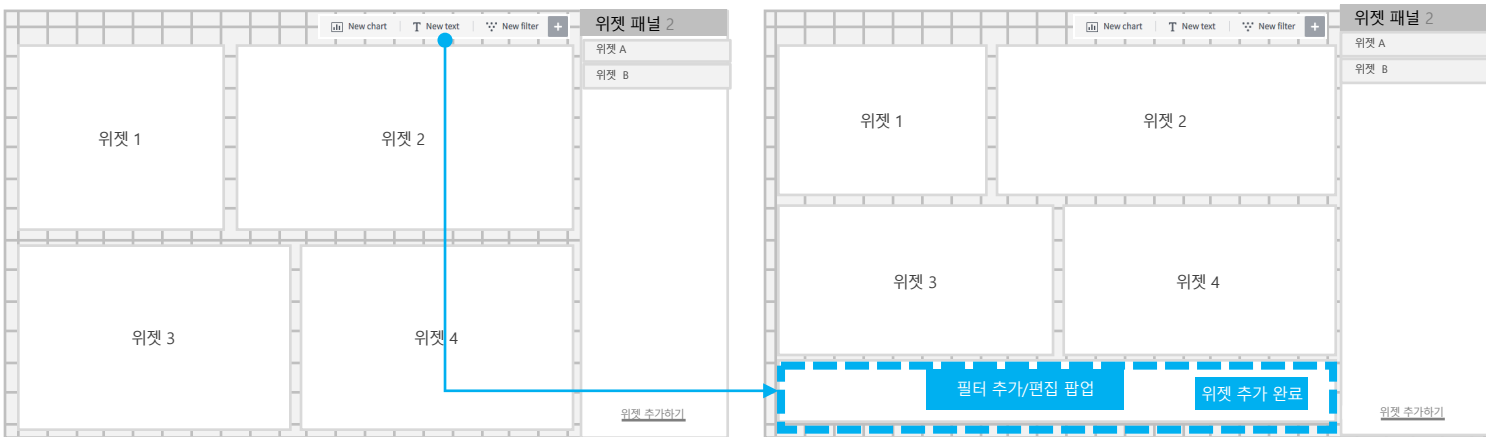 New chart
New text
New filter
+
위젯 패널 2
위젯 A
위젯 B
위젯 1
위젯 2
위젯 3
위젯 4
위젯 추가하기
New chart
New text
New filter
+
위젯 패널 2
위젯 A
위젯 B
위젯 1
위젯 2
위젯 3
위젯 4
필터 추가/편집 팝업
위젯 추가 완료
위젯 추가하기